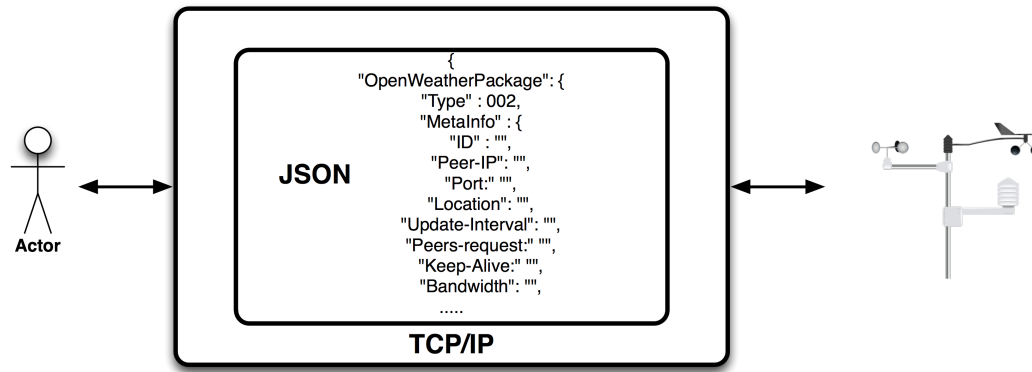 {
"OpenWeatherPackage": {
"Type" : 002,
"MetaInfo" : {
"ID" : "",
"Peer-IP": "",
"Port:" "",
"Location": "",
"Update-Interval": "",
"Peers-request:" "",
"Keep-Alive:" "",
"Bandwidth": "",
.....
JSON
Actor
TCP/IP